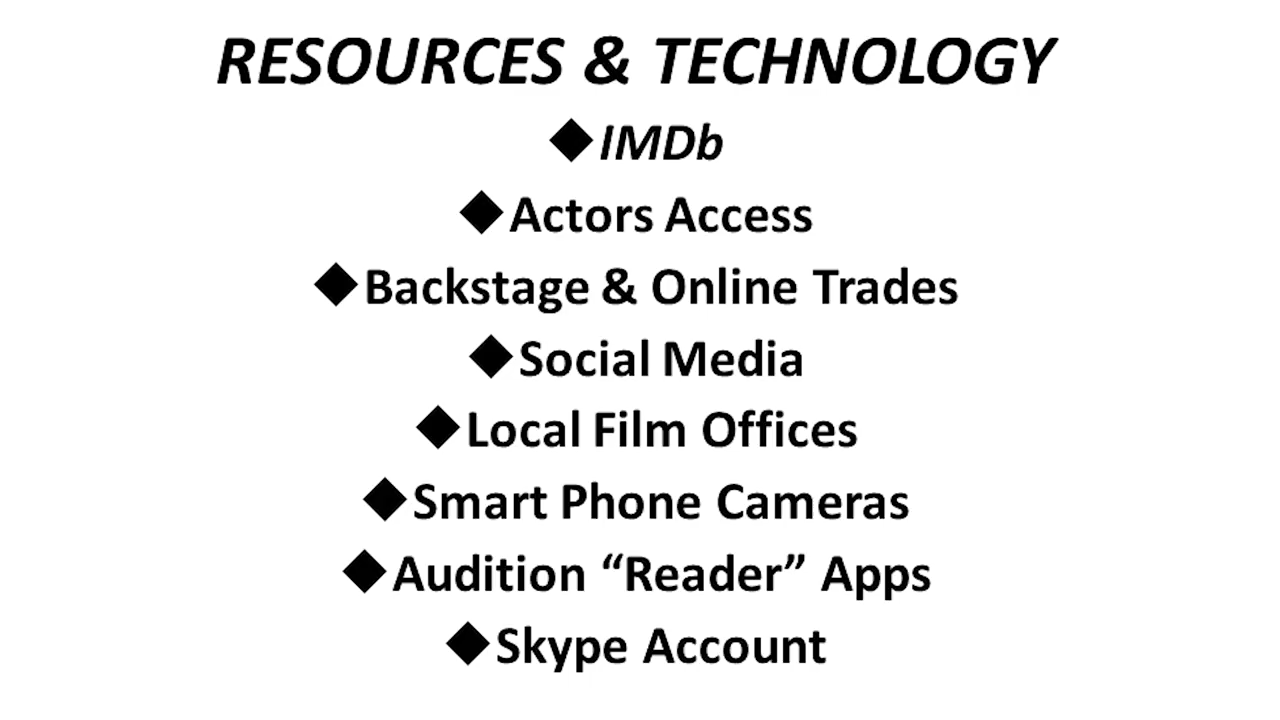 RESOURCES & TECHNOLOGY
◆IMDb
◆Actors Access
◆Backstage & Online Trades
◆Social Media
◆Local Film Offices
◆Smart Phone Cameras
◆Audition “Reader” Apps
◆Skype Account